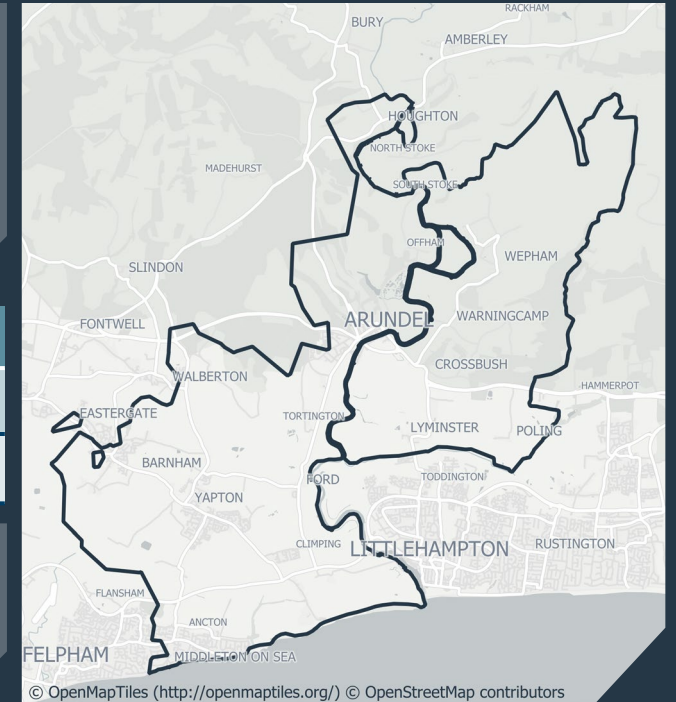 RACKHAM
BURY
AMBERLEY
HOUGHTON
NORTH STOKE
MADEHURST
SOUTH STOKE
OFFHAM
WEPHAM
SLINDON
FONTWELL
ARUNDEL
WARNINGCAMP
CROSSBUSH
WALBERTON
HAMMERPOT
EASTERGATE
TORTINGTON
LYMINSTER
POLING
BARNHAM
FORD
TODDINGTON
YAPTON
CLIMPING
LITTLEHAMPTON
RUSTINGTON
FLANSHAM
ANCTON
FELPHAM
MIDDLETON ON SEA
© OpenMapTiles (http://openmaptiles.org/) © OpenStreetMap contributors